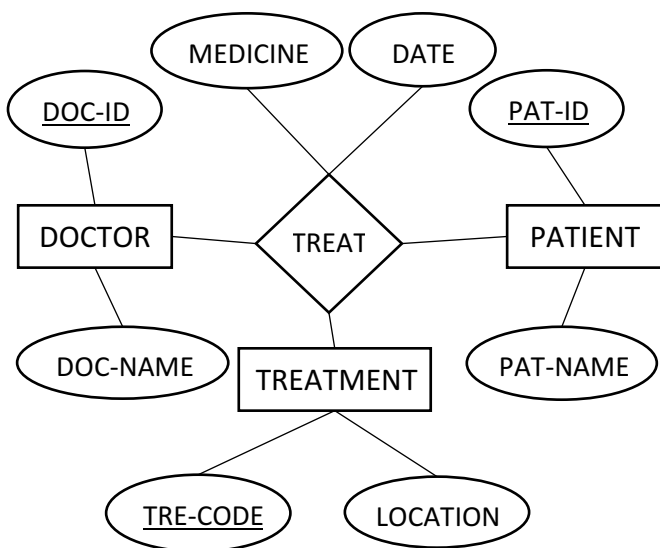 MEDICINE
DATE
DOC-ID
PAT-ID
DOCTOR
TREAT
PATIENT
DOC-NAME
TREATMENT
PAT-NAME
TRE-CODE
LOCATION